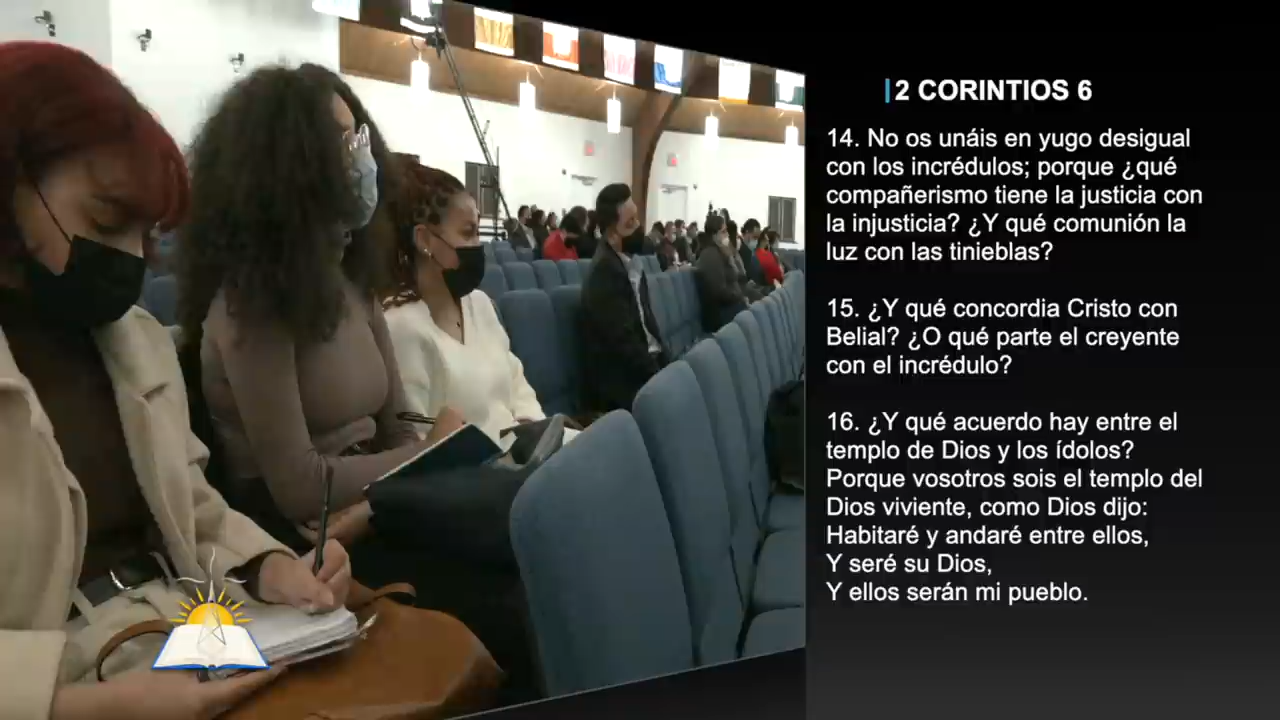 2 CORINTIOS 6
14. No os unáis en yugo desigual
con los incrédulos; porque ¿qué
compañerismo tiene la justicia con
la injusticia? ¿Y qué comunión la
luz con las tinieblas?
15. ¿Y qué concordia Cristo con
Belial? ¿O qué parte el creyente
con el incrédulo?
16. ¿Y qué acuerdo hay entre el
templo de Dios y los ídolos?
Porque vosotros sois el templo del
Dios viviente, como Dios dijo:
Habitaré y andaré entre ellos,
Y seré su Dios,
Y ellos serán mi pueblo.